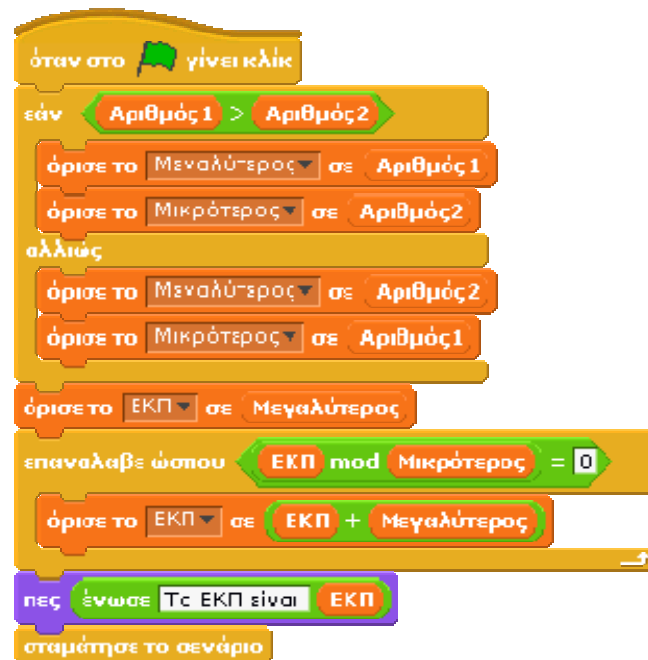 όταν στο γίνει κλίκ
εάν Αριθμός1 > Αριθμός2
όρισε το Μεγαλύτερος σε Αριθμός1
όρισε το Μικρότερος σε Αριθμός2
αλλιώς
όρισε το Μεγαλύτερος σε Αριθμός2
όρισε το Μικρότερος σε Αριθμός1
όρισε το ΕΚΠ σε Μεγαλύτερος
επαναλαβε ώσπου ΕΚΠ mod Μικρότερος = 0
όρισε το ΕΚΠ σε ΕΚΠ + Μεγαλύτερος
πες ένωσε Το ΕΚΠ είναι ΕΚΠ
σταμάτησε το σενάριο